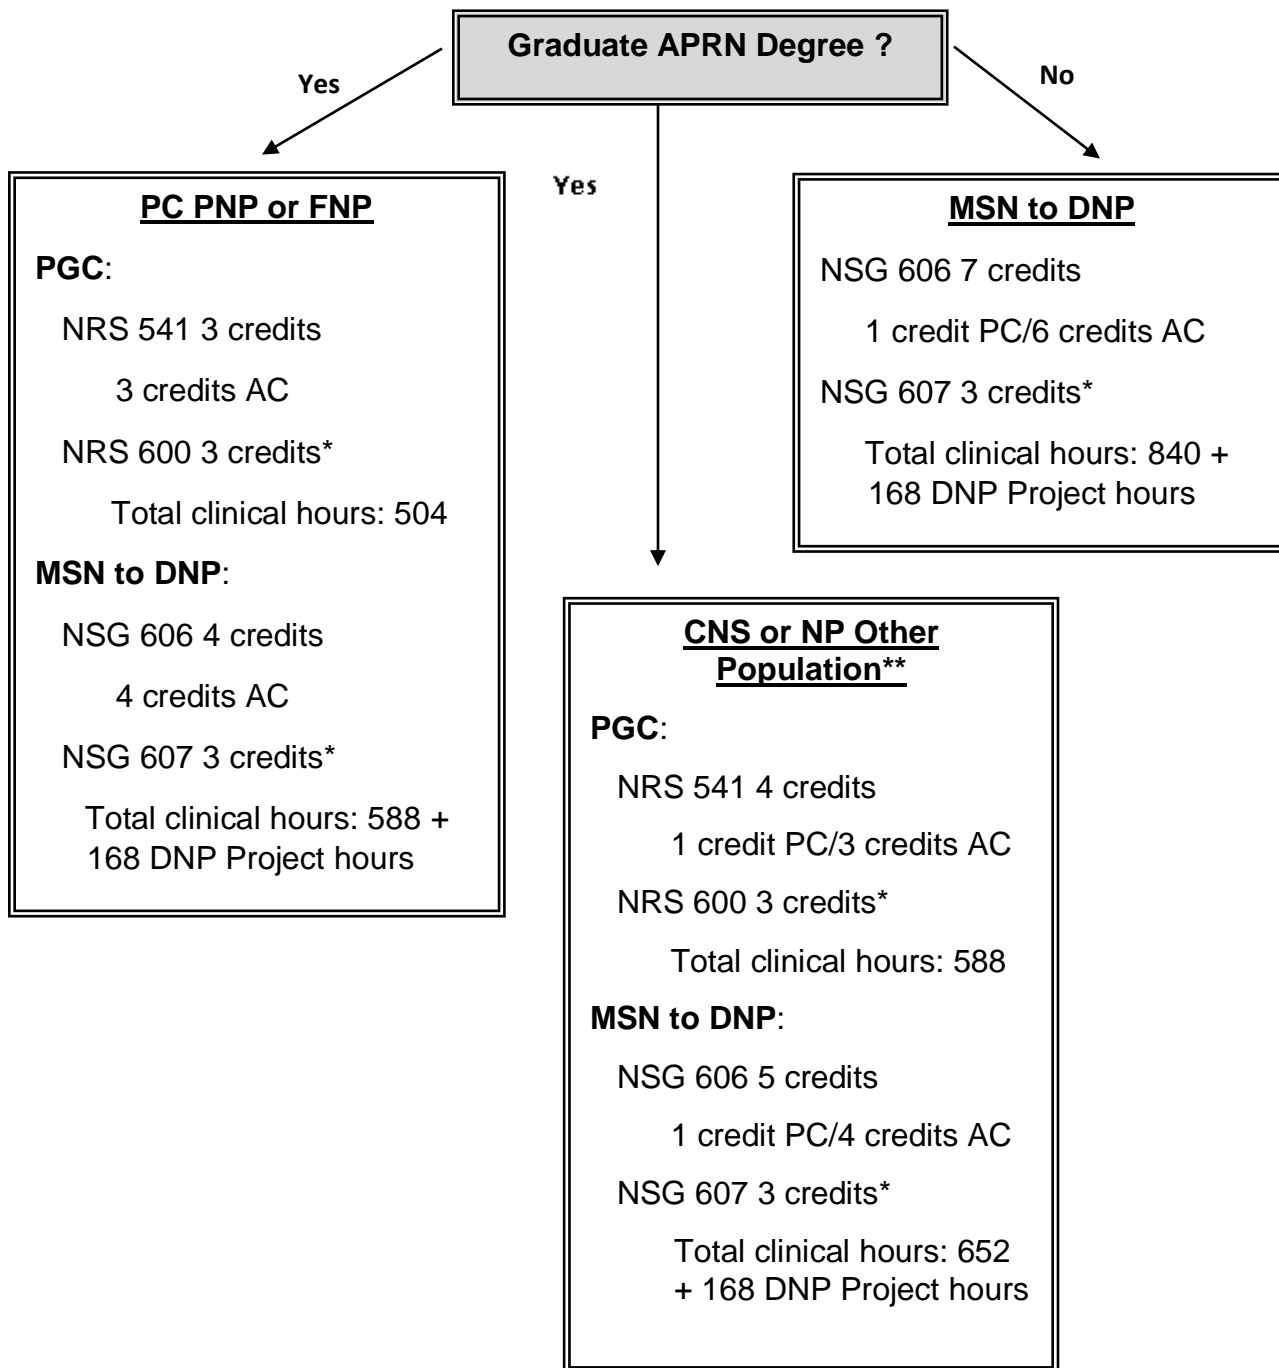 Graduate APRN Degree ?
Yes
No
Yes
PC PNP or FNP
PGC:
NRS 541 3 credits
3 credits AC
NRS 600 3 credits*
Total clinical hours: 504
MSN to DNP:
NSG 606 4 credits
4 credits AC
NSG 607 3 credits*
Total clinical hours: 588 +
168 DNP Project hours
MSN to DNP
NSG 606 7 credits
1 credit PC/6 credits AC
NSG 607 3 credits*
Total clinical hours: 840 +
168 DNP Project hours
CNS or NP Other
Population**
PGC:
NRS 541 4 credits
1 credit PC/3 credits AC
NRS 600 3 credits*
Total clinical hours: 588
MSN to DNP:
NSG 606 5 credits
1 credit PC/4 credits AC
NSG 607 3 credits*
Total clinical hours: 652
+ 168 DNP Project hours